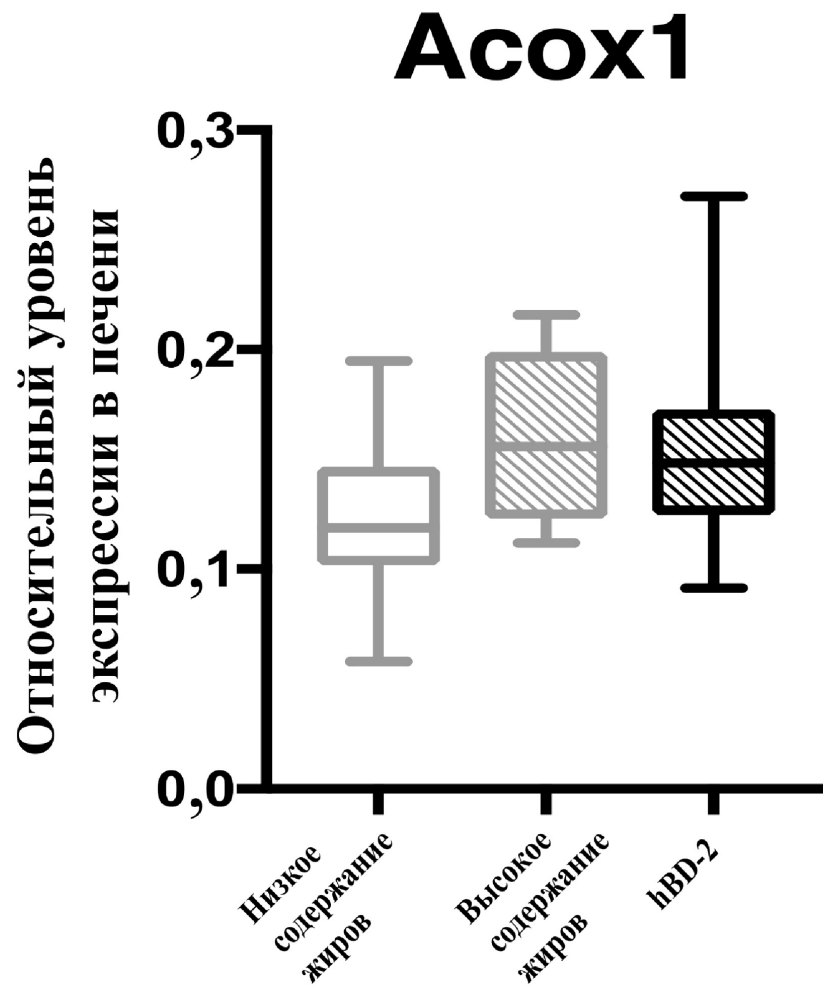 Acox1
Относительный уровень
экспрессии в печени
0,3
0,2
0,1
0,0
Низкое
содержание
жиров
Высокое
содержание
жиров
hBD-2